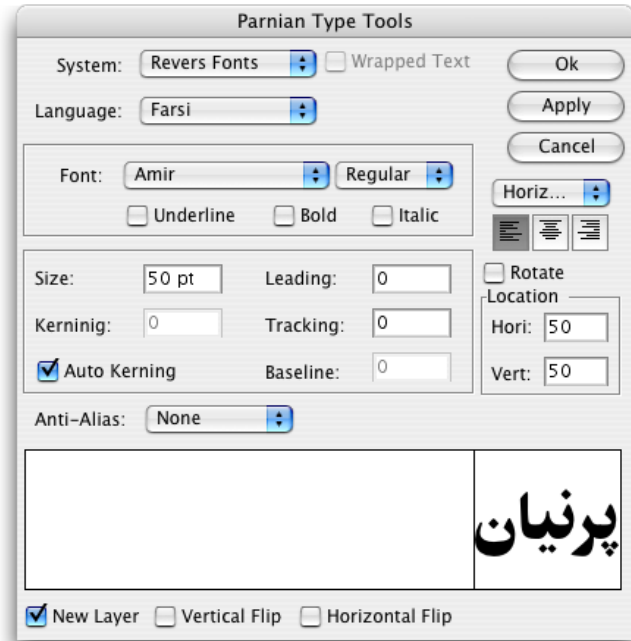 Parnian Type Tools
System: Revers Fonts Wrapped Text Ok
Language: Farsi Apply
Cancel
Font: Amir Regular Horiz...
Underline Bold Italic
Size: 50 pt Leading: 0 Rotate
Location
Kerninig: 0 Tracking: 0 Hori: 50
Auto Kerning Baseline: 0 Vert: 50
Anti-Alias: None
پرنیان
New Layer Vertical Flip Horizontal Flip